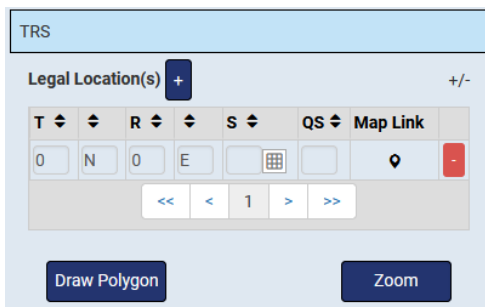 TRS
Legal Location(s) + +/-
T R S QS Map Link
0 N 0 E -
<< < 1 > >>
Draw Polygon Zoom